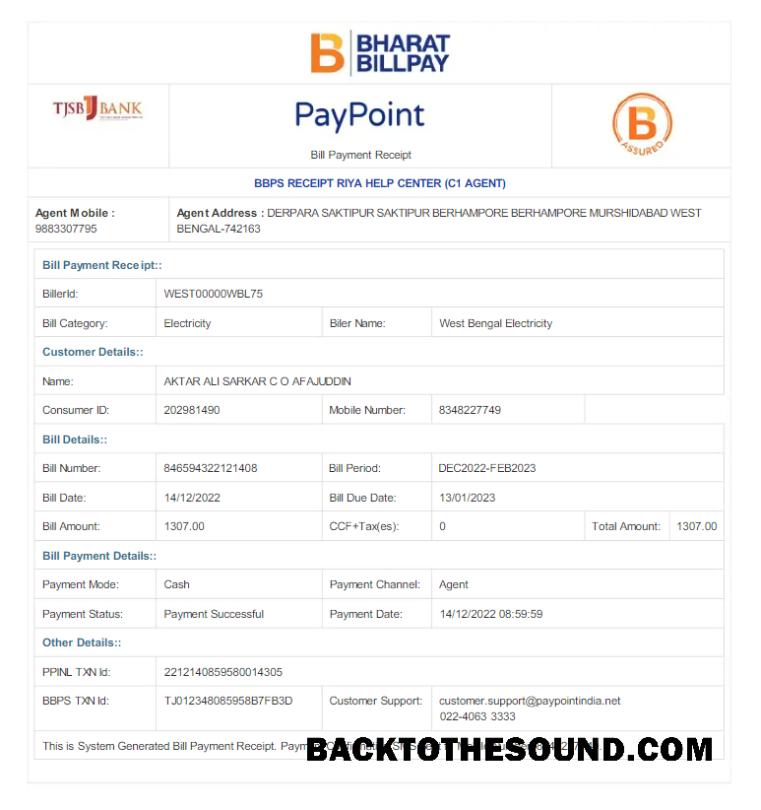 BHARAT
BILLPAY
TJSB BANK
PayPoint
Bill Payment Receipt
B
ASSURED
BBPS RECEIPT RIYA HELP CENTER (C1 AGENT)
Agent Mobile :
9883307795
Agent Address : DERPARA SAKTIPUR SAKTIPUR BERHAMPORE BERHAMPORE MURSHIDABAD WEST
BENGAL-742163
Bill Payment Receipt::
BillerId: WEST00000WBL75
Bill Category: Electricity Biler Name: West Bengal Electricity
Customer Details::
Name: AKTAR ALI SARKAR C O AFAJUDDIN
Consumer ID: 202981490 Mobile Number: 8348227749
Bill Details::
Bill Number: 846594322121408 Bill Period: DEC2022-FEB2023
Bill Date: 14/12/2022 Bill Due Date: 13/01/2023
Bill Amount: 1307.00 CCF+Tax(es): 0 Total Amount: 1307.00
Bill Payment Details::
Payment Mode: Cash Payment Channel: Agent
Payment Status: Payment Successful Payment Date: 14/12/2022 08:59:59
Other Details::
PPINL TXN Id: 2212140859580014305
BBPS TXN Id: TJ012348085958B7FB3D Customer Support: customer.support@paypointindia.net
022-4063 3333
This is System Generated Bill Payment Receipt.
BACKTOTHESOUND.COM